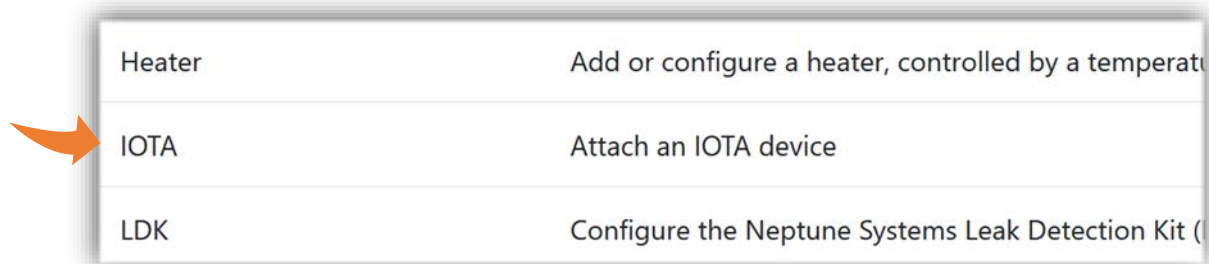 Heater Add or configure a heater, controlled by a
IOTA Attach an IOTA device
LDK Configure the Neptune Systems Leak Detection Kit (